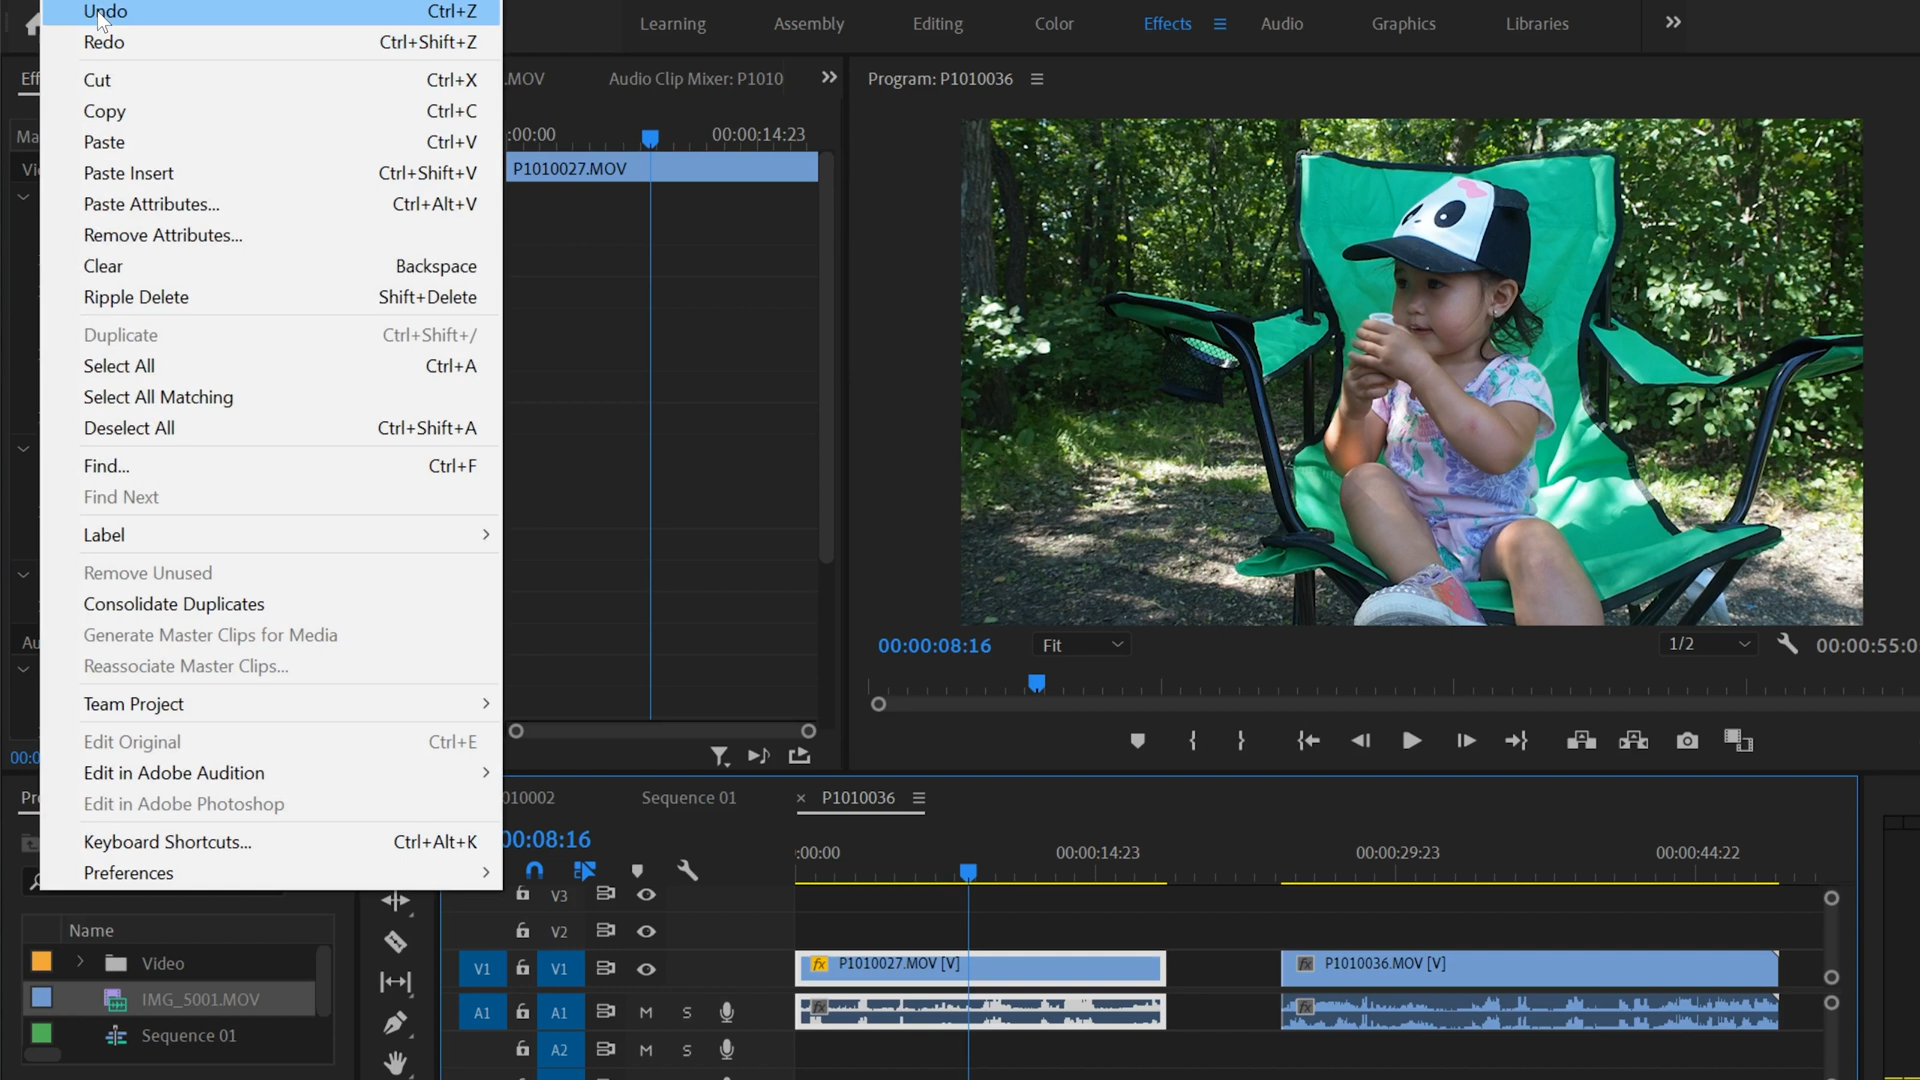 Undo Ctrl+Z
Redo Ctrl+Shift+Z
Cut Ctrl+X
Copy Ctrl+C
Paste Ctrl+V
Paste Insert Ctrl+Shift+V
Paste Attributes... Ctrl+Alt+V
Remove Attributes...
Clear Backspace
Ripple Delete Shift+Delete
Duplicate Ctrl+Shift+/
Select All Ctrl+A
Select All Matching
Deselect All Ctrl+Shift+A
Find... Ctrl+F
Find Next
Label
Remove Unused
Consolidate Duplicates
Generate Master Clips for Media
Reassociate Master Clips...
Team Project
Edit Original Ctrl+E
Edit in Adobe Audition
Edit in Adobe Photoshop
Keyboard Shortcuts... Ctrl+Alt+K
Preferences
Learning Assembly Editing Color Effects Audio Graphics Libraries
Eff
.MOV Audio Clip Mixer: P1010
Ma
:00:00 00:00:14:23
P1010027.MOV
Au
00:0
Program: P1010036
00:00:08:16 Fit 1/2 00:00:55:0
Name
Video
IMG_5001.MOV
Sequence 01
010002 Sequence 01 × P1010036
00:08:16
:00:00 00:00:14:23 00:00:29:23 00:00:44:22
V3
V2
V1 V1 fx P1010027.MOV [V] fx P1010036.MOV [V]
A1 A1 M S fx fx
A2 M S